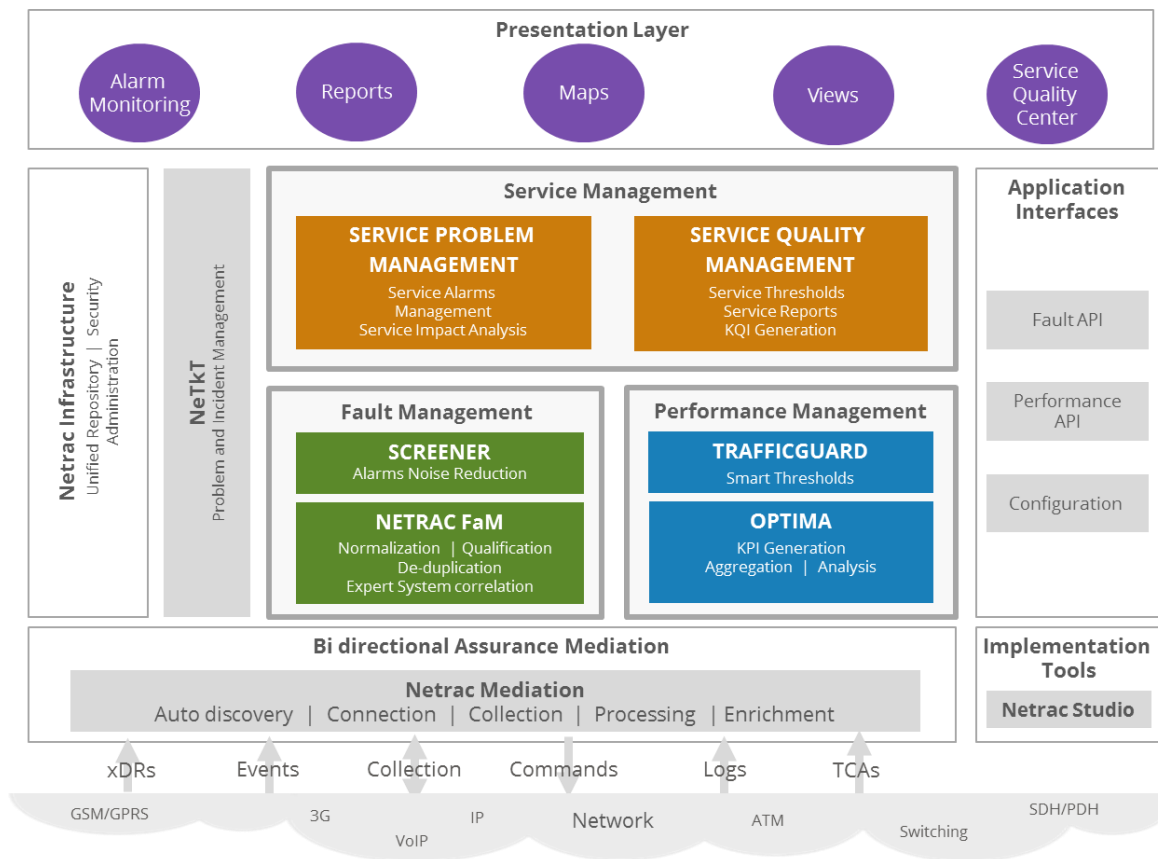 Presentation Layer
Alarm
Monitoring
Reports
Maps
Views
Service
Quality
Center
Netrac Infrastructure
Unified Repository | Security
Administration
NeTkT
Problem and Incident Management
Service Management
SERVICE PROBLEM
MANAGEMENT
Service Alarms
Management
Service Impact Analysis
SERVICE QUALITY
MANAGEMENT
Service Thresholds
Service Reports
KQI Generation
Fault Management
SCREENER
Alarms Noise Reduction
NETRAC FaM
Normalization | Qualification
De-duplication
Expert System correlation
Performance Management
TRAFFICGUARD
Smart Thresholds
OPTIMA
KPI Generation
Aggregation | Analysis
Application
Interfaces
Fault API
Performance
API
Configuration
Bi directional Assurance Mediation
Netrac Mediation
Auto discovery | Connection | Collection | Processing | Enrichment
Implementation
Tools
Netrac Studio
xDRs
Events
Collection
Commands
Logs
TCAs
GSM/GPRS
3G
VoIP
IP
Network
ATM
Switching
SDH/PDH